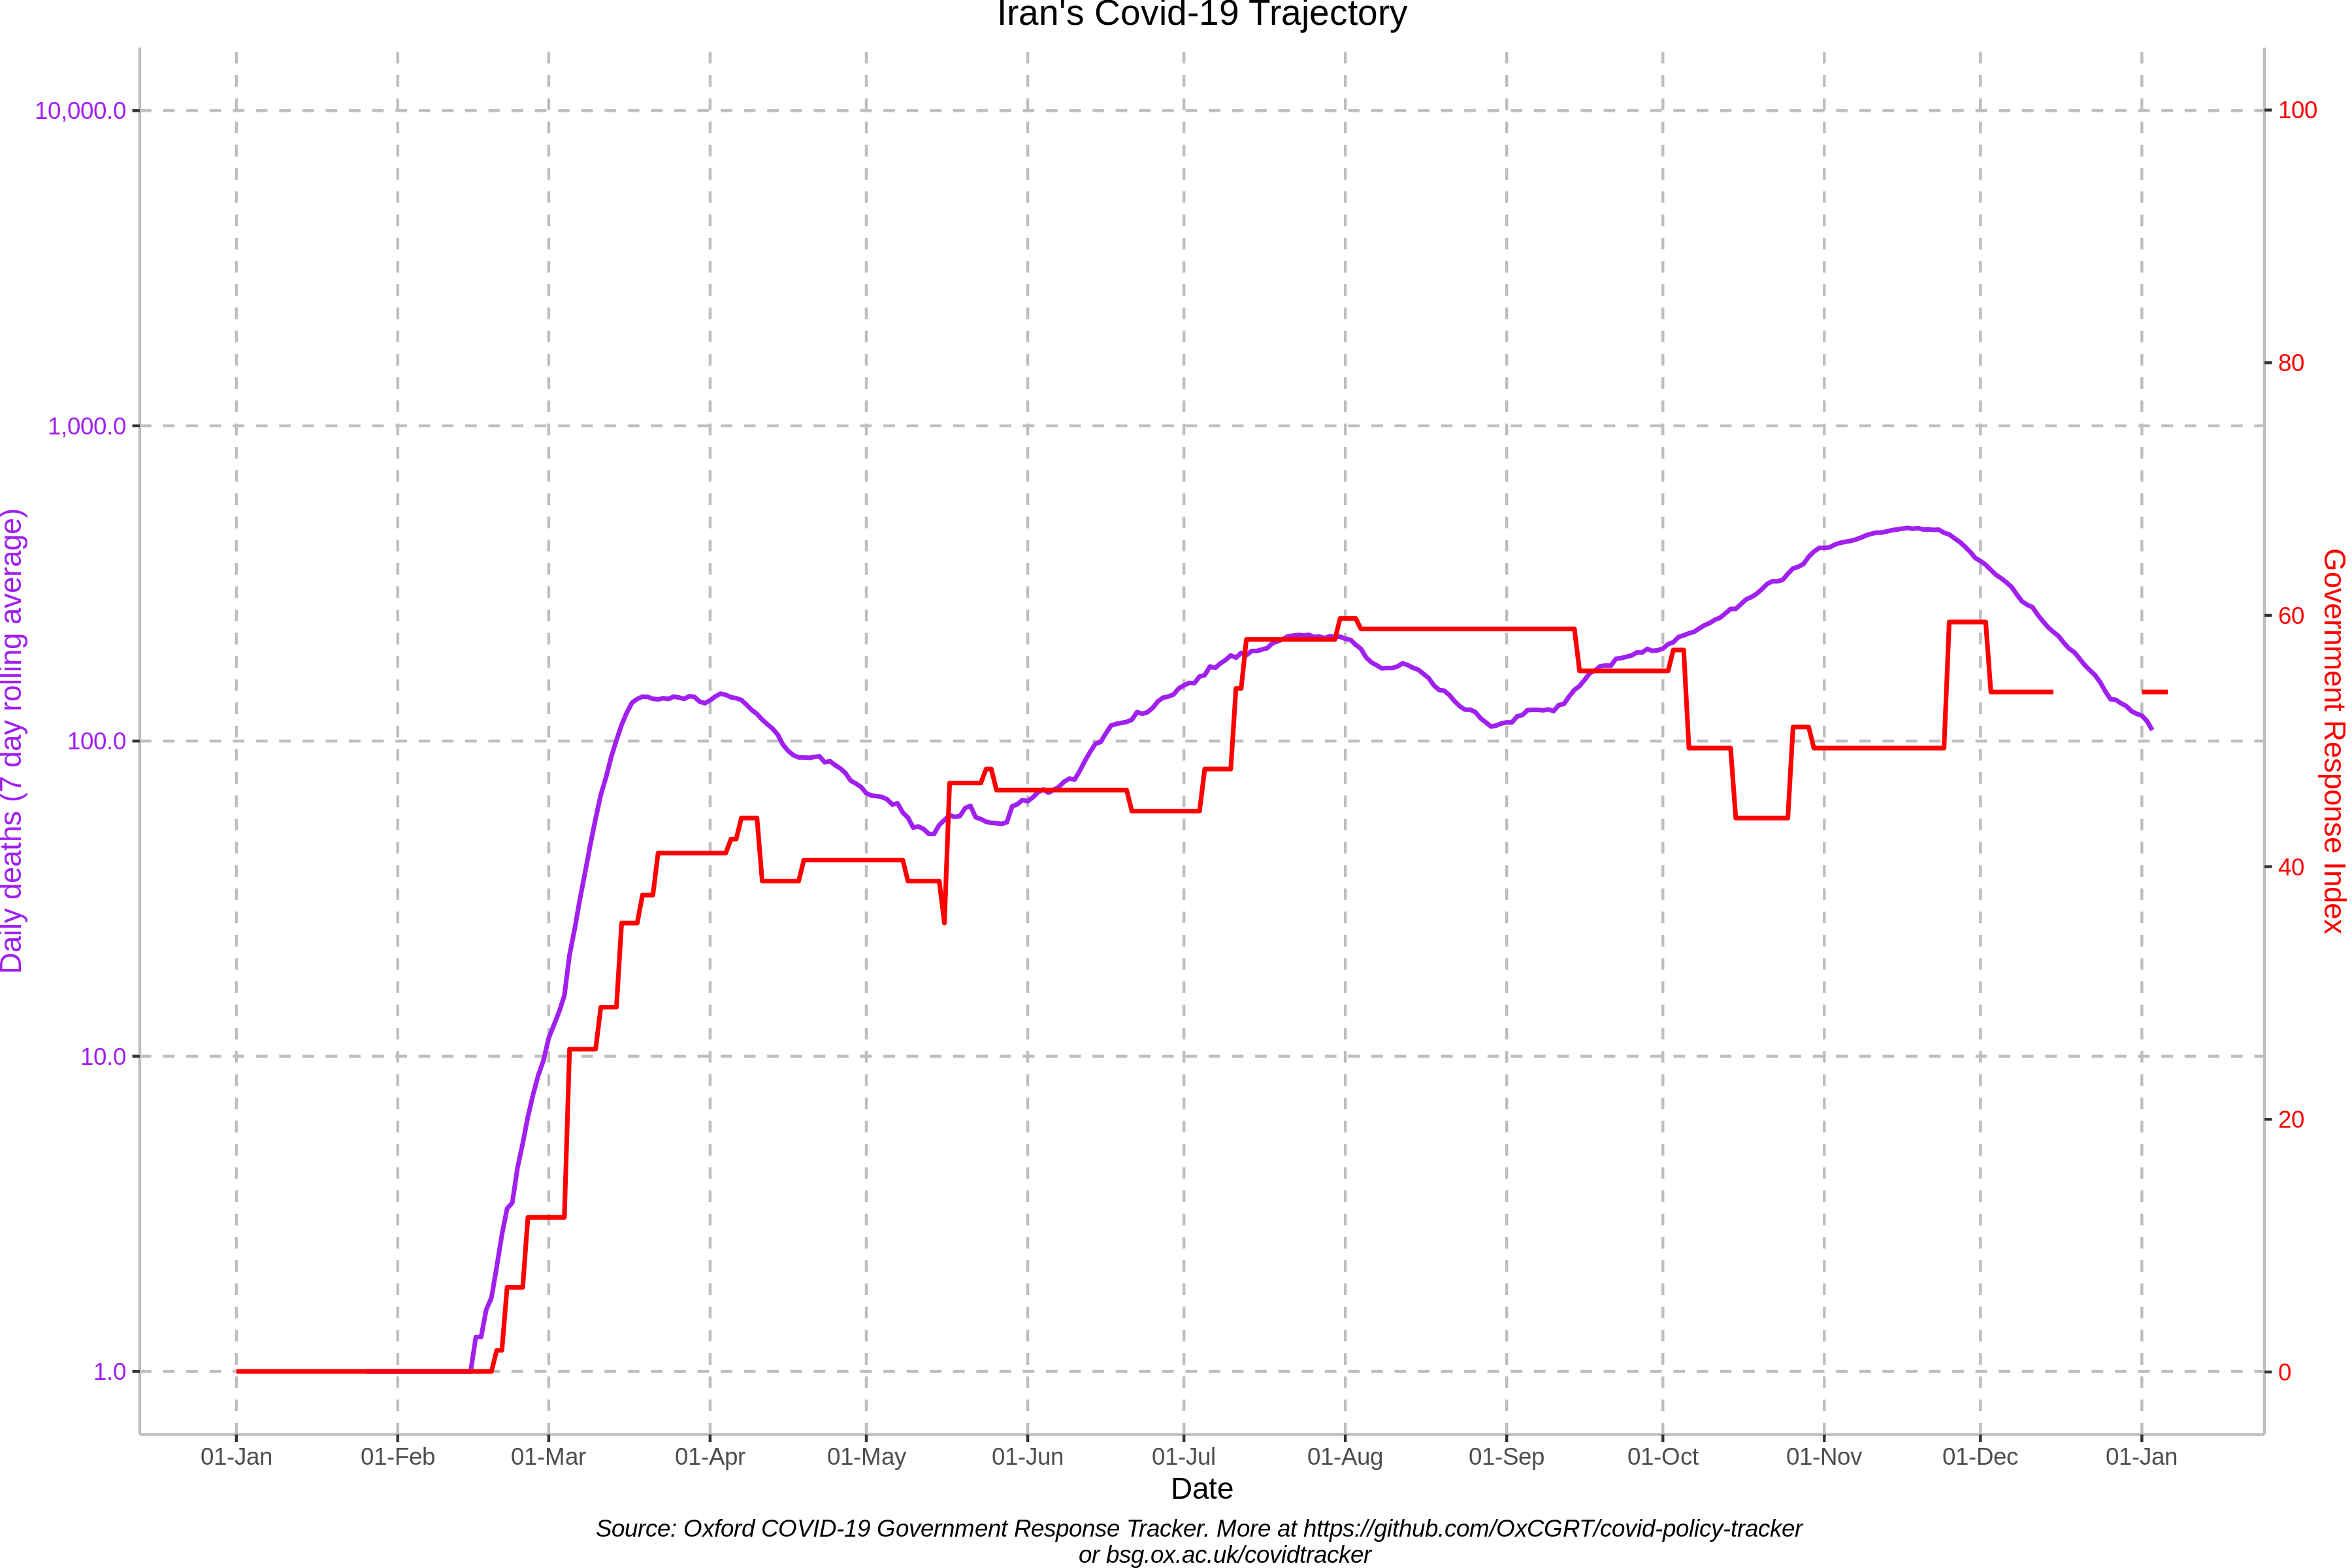 Iran's Covid-19 Trajectory
10,000.0
1,000.0
100.0
10.0
1.0
Daily deaths (7 day rolling average)
100
80
60
40
20
0
Government Response Index
01-Jan 01-Feb 01-Mar 01-Apr 01-May 01-Jun 01-Jul 01-Aug 01-Sep 01-Oct 01-Nov 01-Dec 01-Jan
Date
Source: Oxford COVID-19 Government Response Tracker. More at https://github.com/OxCGRT/covid-policy-tracker
or bsg.ox.ac.uk/covidtracker